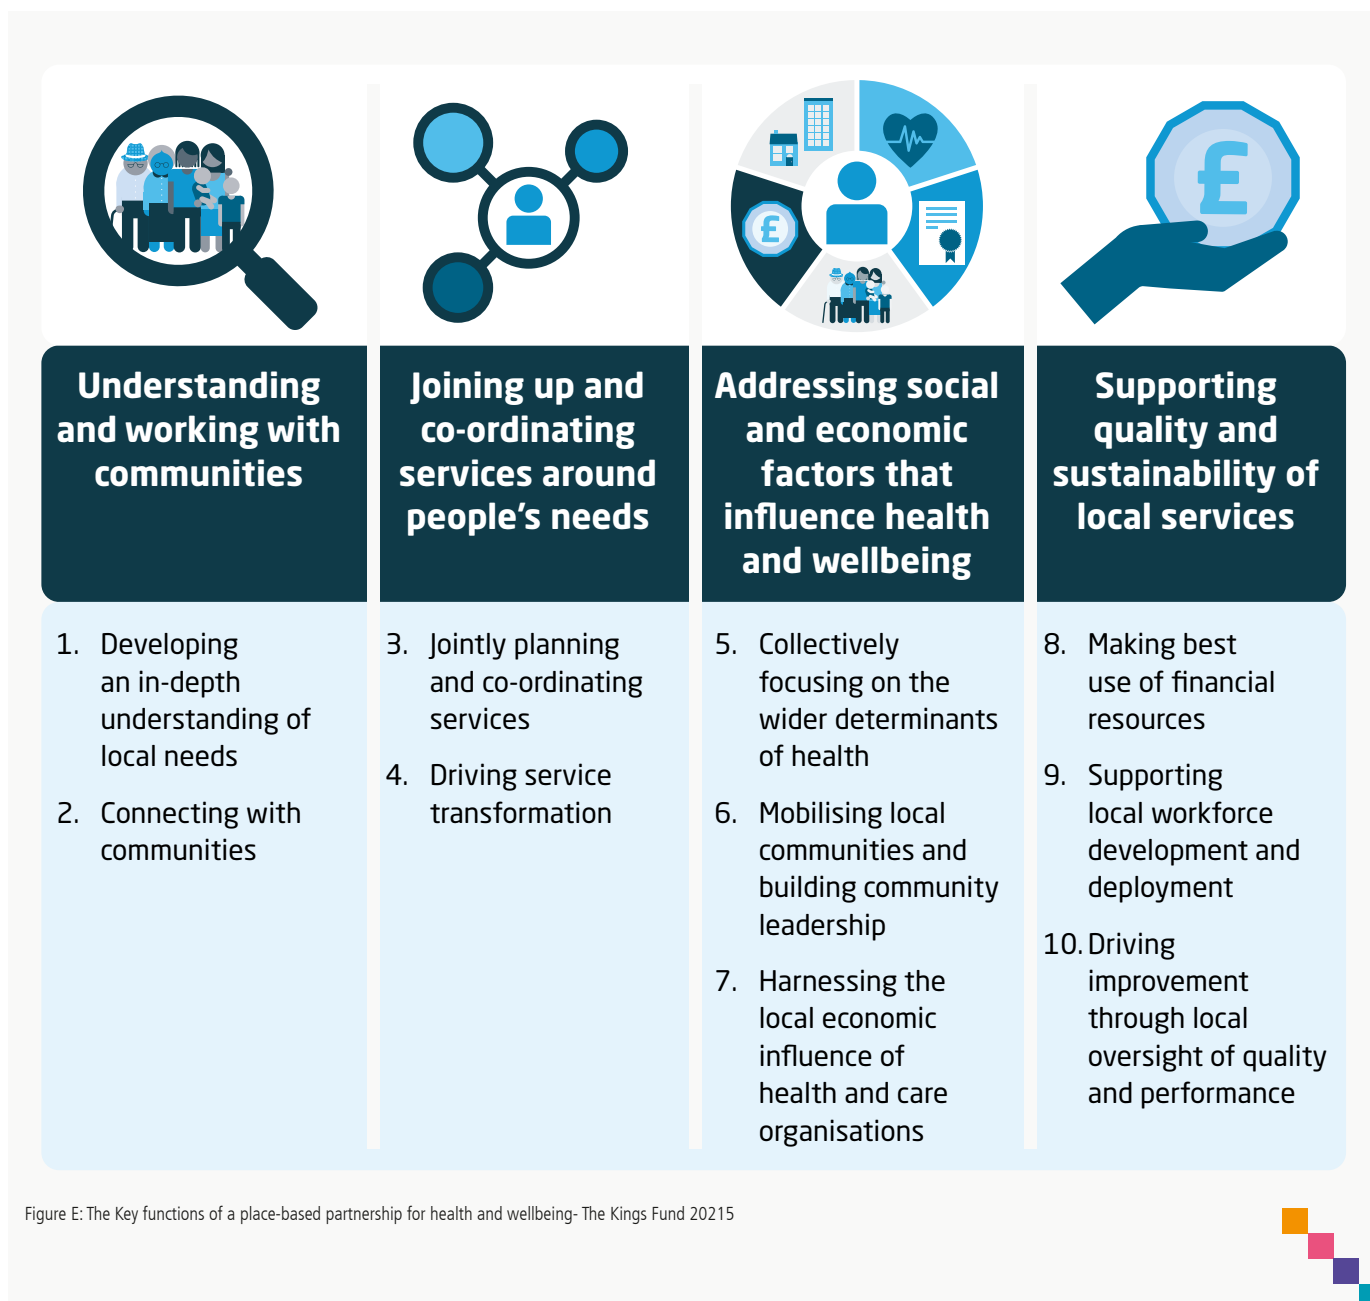 £
£
Understanding
and working with
communities
Joining up and
co-ordinating
services around
people's needs
Addressing social
and economic
factors that
influence health
and wellbeing
Supporting
quality and
sustainability of
local services
1. Developing
an in-depth
understanding of
local needs
2. Connecting with
communities
3. Jointly planning
and co-ordinating
services
4. Driving service
transformation
5. Collectively
focusing on the
wider determinants
of health
6. Mobilising local
communities and
building community
leadership
7. Harnessing the
local economic
influence of
health and care
organisations
8. Making best
use of financial
resources
9. Supporting
local workforce
development and
deployment
10. Driving
improvement
through local
oversight of quality
and performance
Figure E: The Key functions of a place-based partnership for health and wellbeing- The Kings Fund 20215